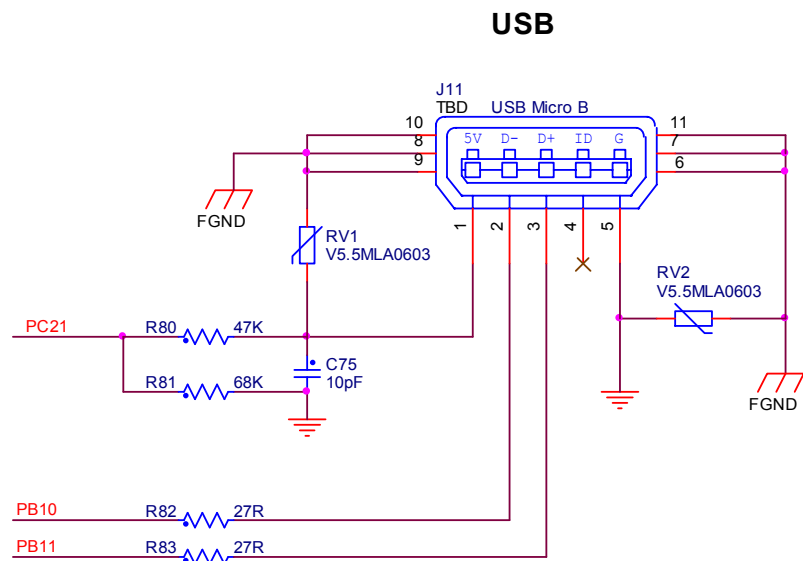 USB
J11
TBD USB Micro B
10 11
8 7
9 6
5V D- D+ ID G
1 2 3 4 5
FGND
RV1
V5.5MLA0603
RV2
V5.5MLA0603
PC21 R80 47K
C75
10pF
R81 68K
FGND
PB10 R82 27R
PB11 R83 27R